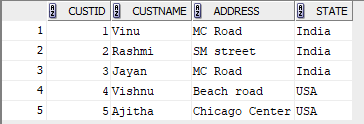 CUSTID CUSTNAME ADDRESS STATE
1 1 Vinu MC Road India
2 2 Rashmi SM street India
3 3 Jayan MC Road India
4 4 Vishnu Beach road USA
5 5 Ajitha Chicago Center USA